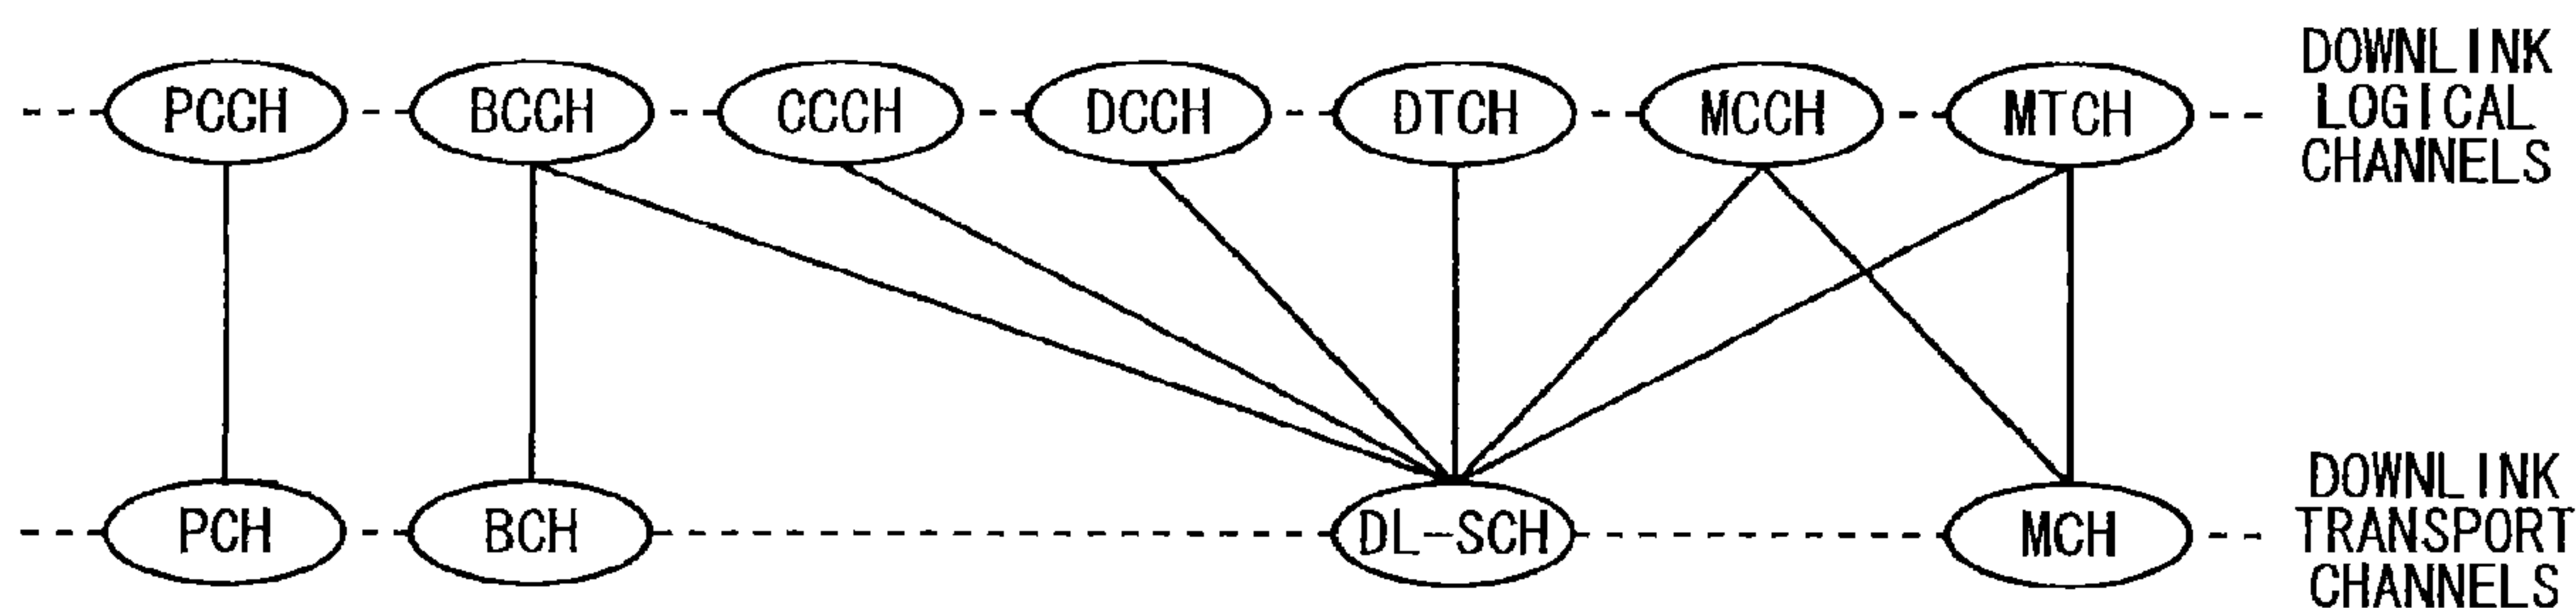 PCCH BCCH CCCH DCCH DTCH MCCH MTCH
DOWNLINK
LOGICAL
CHANNELS
PCH BCH DL-SCH MCH
DOWNLINK
TRANSPORT
CHANNELS